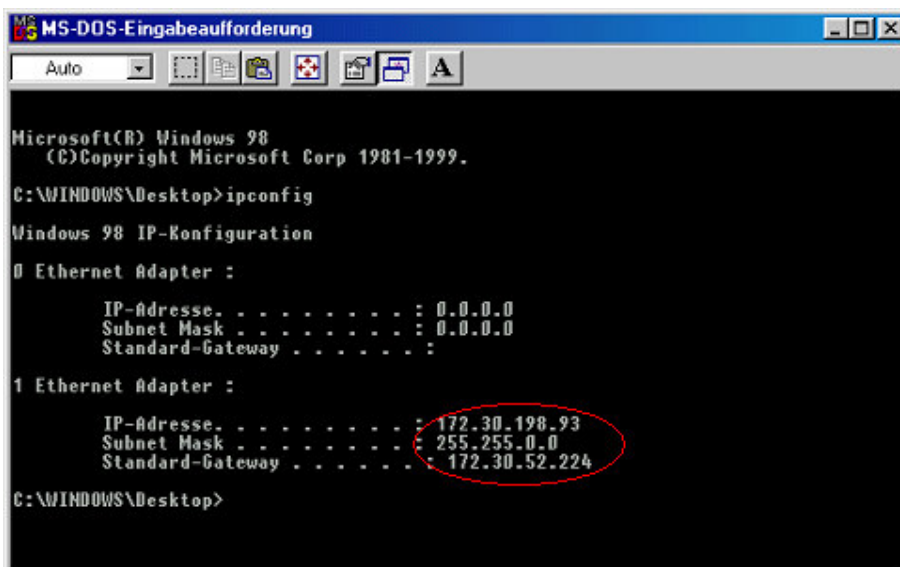 MS-DOS-Eingabeaufforderung
Auto
A
Microsoft(R) Windows 98
(C)Copyright Microsoft Corp 1981-1999.
C:\WINDOWS\Desktop>ipconfig
Windows 98 IP-Konfiguration
0 Ethernet Adapter :
IP-Adresse. . . . . . . . . : 0.0.0.0
Subnet Mask . . . . . . . . : 0.0.0.0
Standard-Gateway . . . . . . :
1 Ethernet Adapter :
IP-Adresse. . . . . . . . . : 172.30.198.93
Subnet Mask . . . . . . . . : 255.255.0.0
Standard-Gateway . . . . . . : 172.30.52.224
C:\WINDOWS\Desktop>